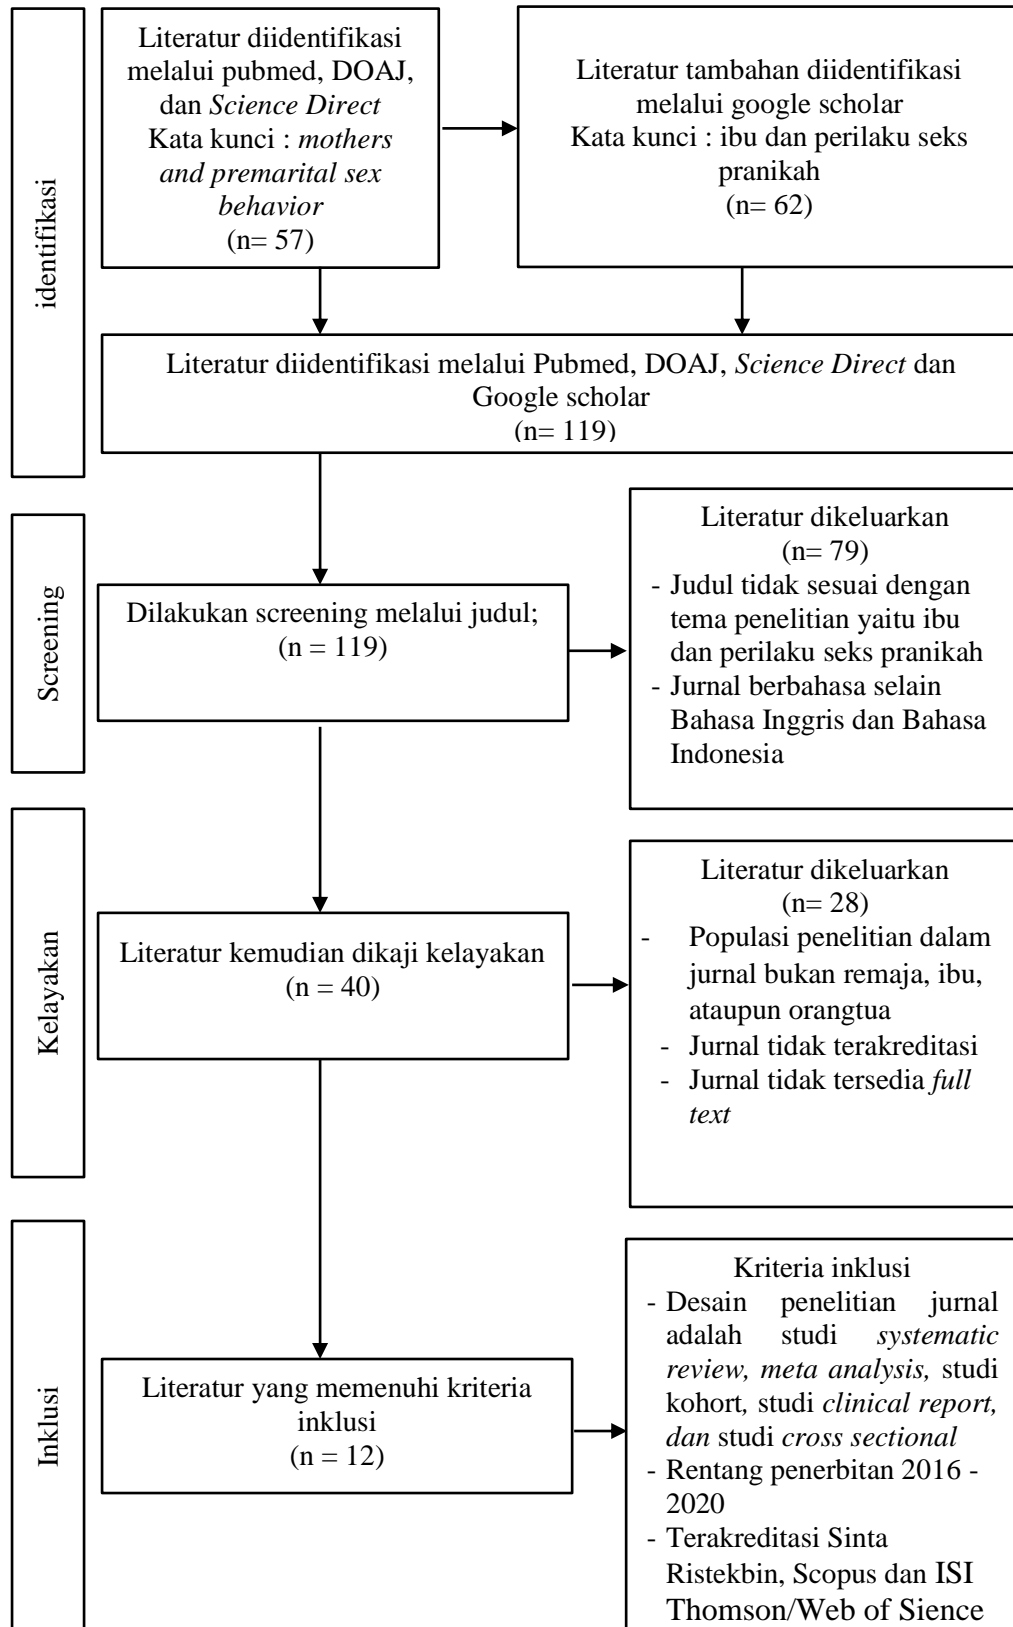 identifikasi
Literatur diidentifikasi
melalui pubmed, DOAJ,
dan Science Direct
Kata kunci : mothers
and premarital sex
behavior
(n= 57)
Literatur tambahan diidentifikasi
melalui google scholar
Kata kunci : ibu dan perilaku seks
pranikah
(n= 62)
Literatur diidentifikasi melalui Pubmed, DOAJ, Science Direct dan
Google scholar
(n= 119)
Screening
Dilakukan screening melalui judul;
(n = 119)
Literatur dikeluarkan
(n= 79)
- Judul tidak sesuai dengan
tema penelitian yaitu ibu
dan perilaku seks pranikah
- Jurnal berbahasa selain
Bahasa Inggris dan Bahasa
Indonesia
Kelayakan
Literatur kemudian dikaji kelayakan
(n = 40)
Literatur dikeluarkan
(n= 28)
- Populasi penelitian dalam
jurnal bukan remaja, ibu,
ataupun orangtua
- Jurnal tidak terakreditasi
- Jurnal tidak tersedia full
text
Inklusi
Literatur yang memenuhi kriteria
inklusi
(n = 12)
Kriteria inklusi
- Desain penelitian jurnal
adalah studi systematic
review, meta analysis, studi
kohort, studi clinical report,
dan studi cross sectional
- Rentang penerbitan 2016 -
2020
- Terakreditasi Sinta
Ristekbin, Scopus dan ISI
Thomson/Web of Sience